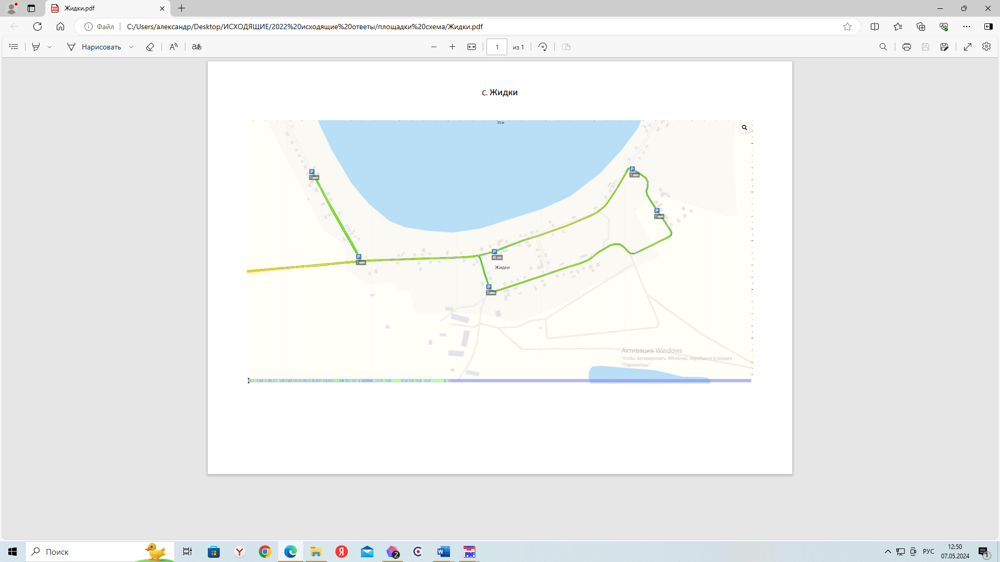 Жидки.pdf
Файл
C:/Users/александр/Desktop/ИСХОДЯЩИЕ/2022%20исходящие%20ответы/площадки%20схема/Жидки.pdf
Нарисовать
1
из 1
с. Жидки
50 м
P
1 мин
P
1 мин
P
1 мин
P
1 мин
P
40 сек
Жидки
P
3 мин
Активация Windows
Чтобы активировать Windows, перейдите в раздел
"Параметры".
Поиск
2
РУС
12:50
07.05.2024
1